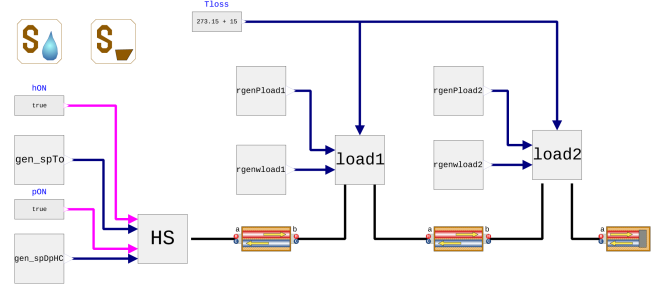 Tloss
273.15 + 15
S
S
hON
true
rgenPload1
rgenPload2
gen_spTo
load1
load2
rgenwload1
rgenwload2
pON
true
HS
gen_spDpHC
a
b
a
b
a